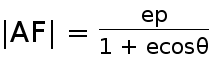 |AF| = ep / 1 + ecosθ